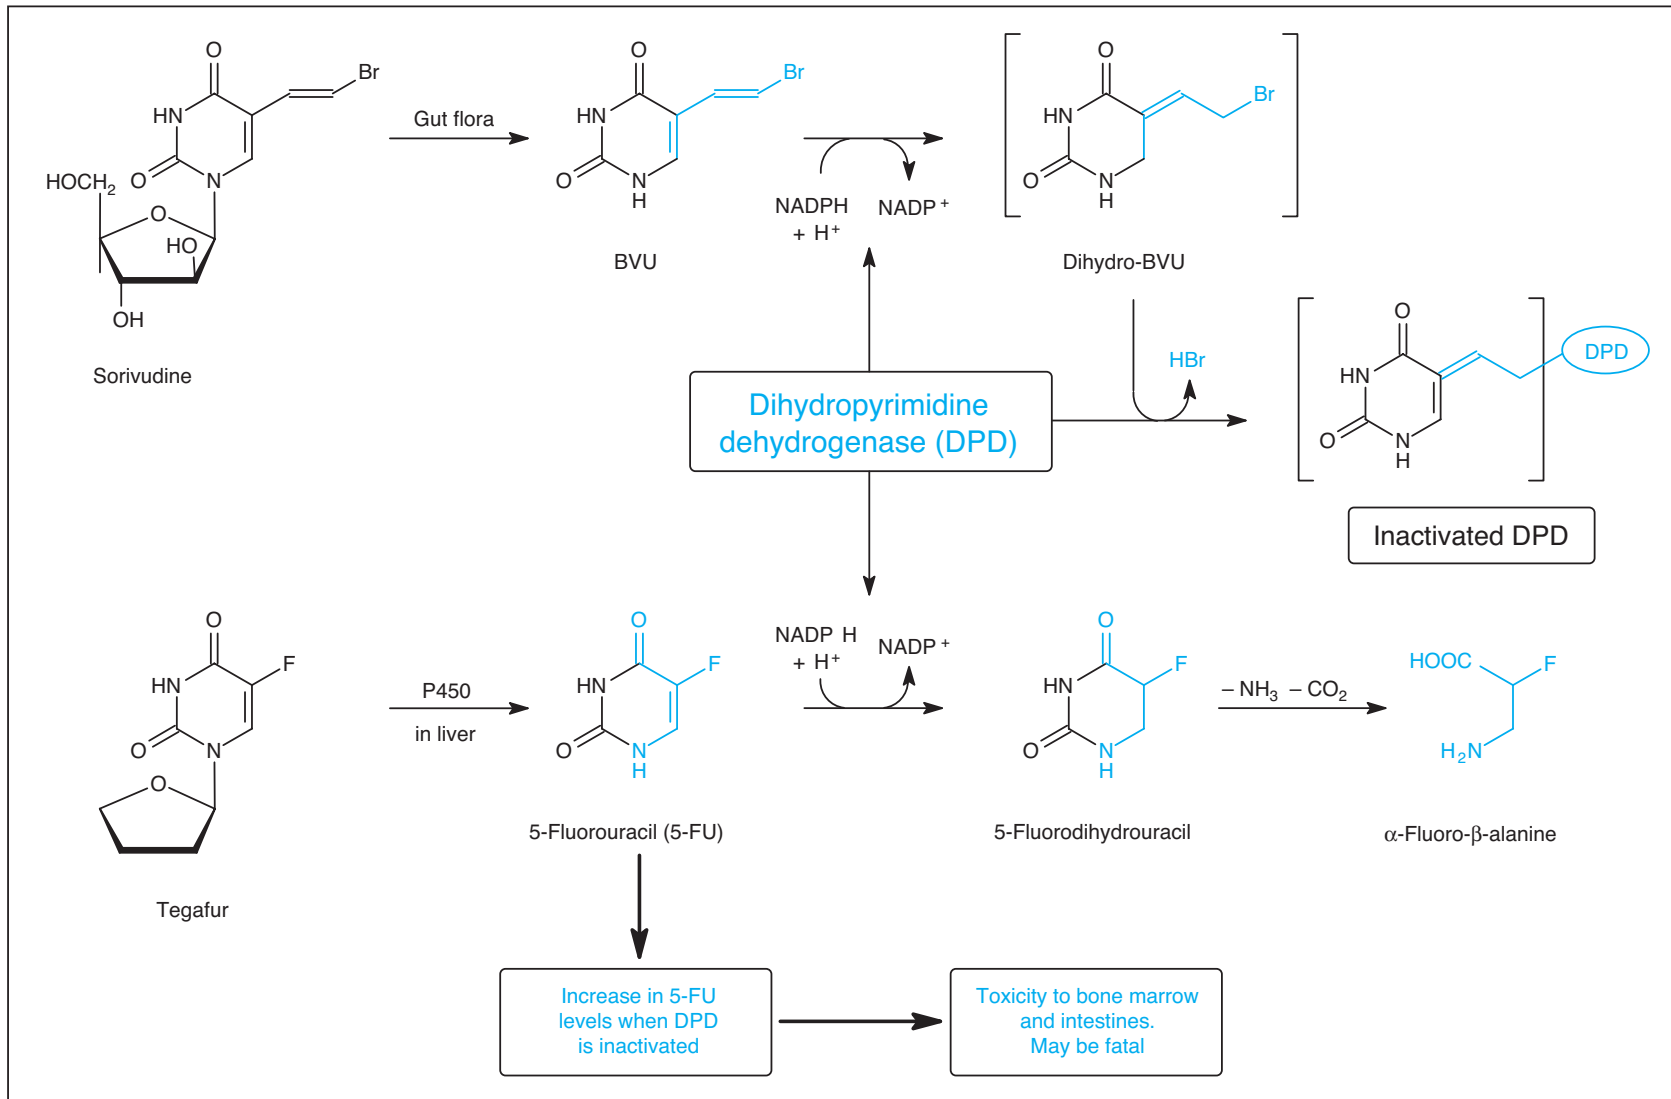 O
Br
HN
O
N
HOCH2
O
HO
OH
Sorivudine
Gut flora
O
Br
HN
O
N
H
BVU
NADPH
+ H+
NADP+
O
Br
HN
O
N
H
Dihydro-BVU
HBr
O
DPD
HN
O
N
H
Inactivated DPD
Dihydropyrimidine
dehydrogenase (DPD)
O
F
HN
O
N
O
Tegafur
P450
in liver
O
F
HN
O
N
H
5-Fluorouracil (5-FU)
NADP H
+ H+
NADP+
O
F
HN
O
N
H
5-Fluorodihydrouracil
– NH3 – CO2
HOOC
F
H2N
α-Fluoro-β-alanine
Increase in 5-FU
levels when DPD
is inactivated
Toxicity to bone marrow
and intestines.
May be fatal